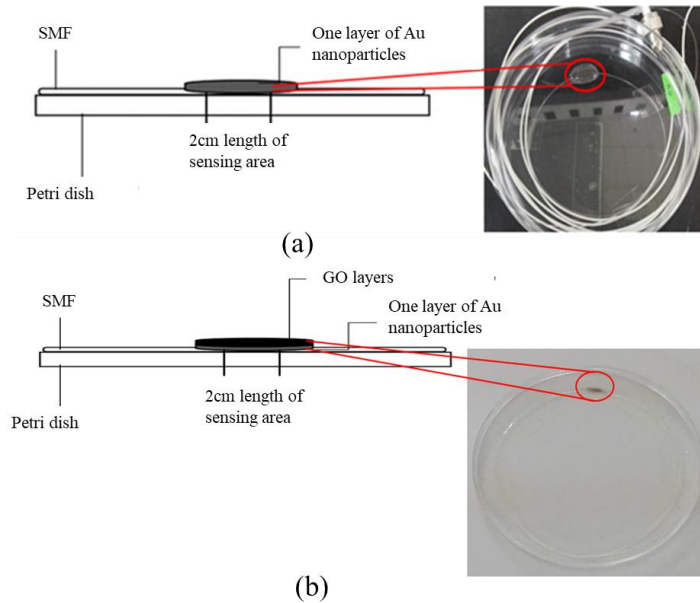 SMF
One layer of Au
nanoparticles
2cm length of
sensing area
Petri dish
(a)
GO layers
SMF
One layer of Au
nanoparticles
2cm length of
sensing area
Petri dish
(b)